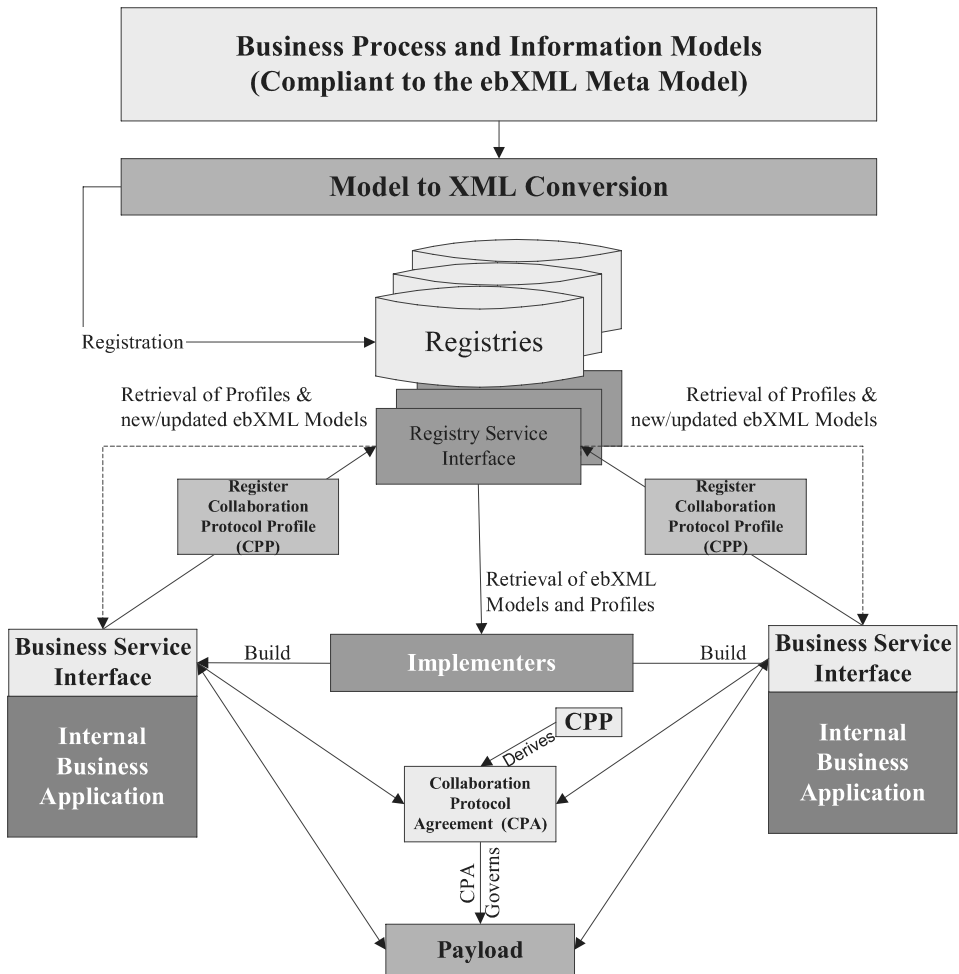 Business Process and Information Models
(Compliant to the ebXML Meta Model)
Model to XML Conversion
Registration
Registries
Retrieval of Profiles &
new/updated ebXML Models
Retrieval of Profiles &
new/updated ebXML Models
Registry Service
Interface
Register
Collaboration
Protocol Profile
(CPP)
Register
Collaboration
Protocol Profile
(CPP)
Retrieval of ebXML
Models and Profiles
Business Service
Interface
Build
Implementers
Build
Business Service
Interface
Internal
Business
Application
CPP
Derives
Internal
Business
Application
Collaboration
Protocol
Agreement (CPA)
CPA
Governs
Payload